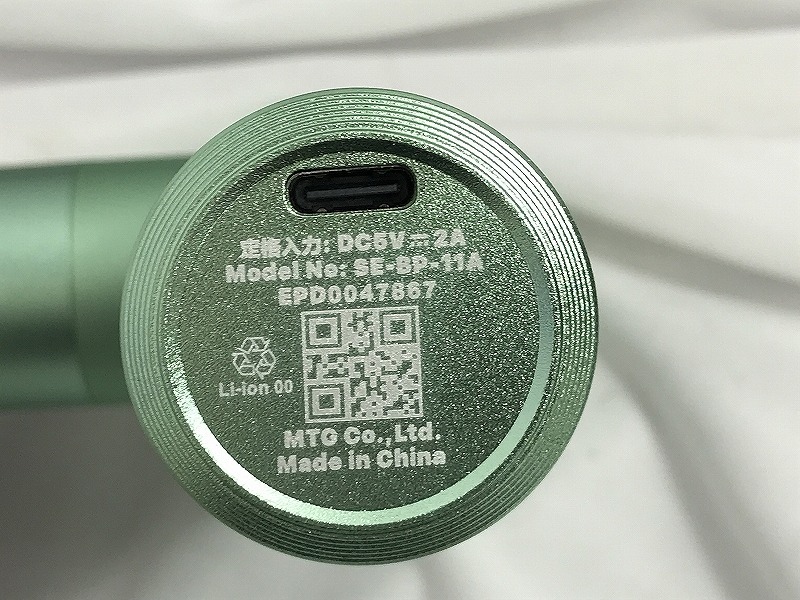 定格入力: DC5V⎓2A
Model No: SE-BP-11A
EPD0047867
Li-ion 00
MTG Co.,Ltd.
Made in China